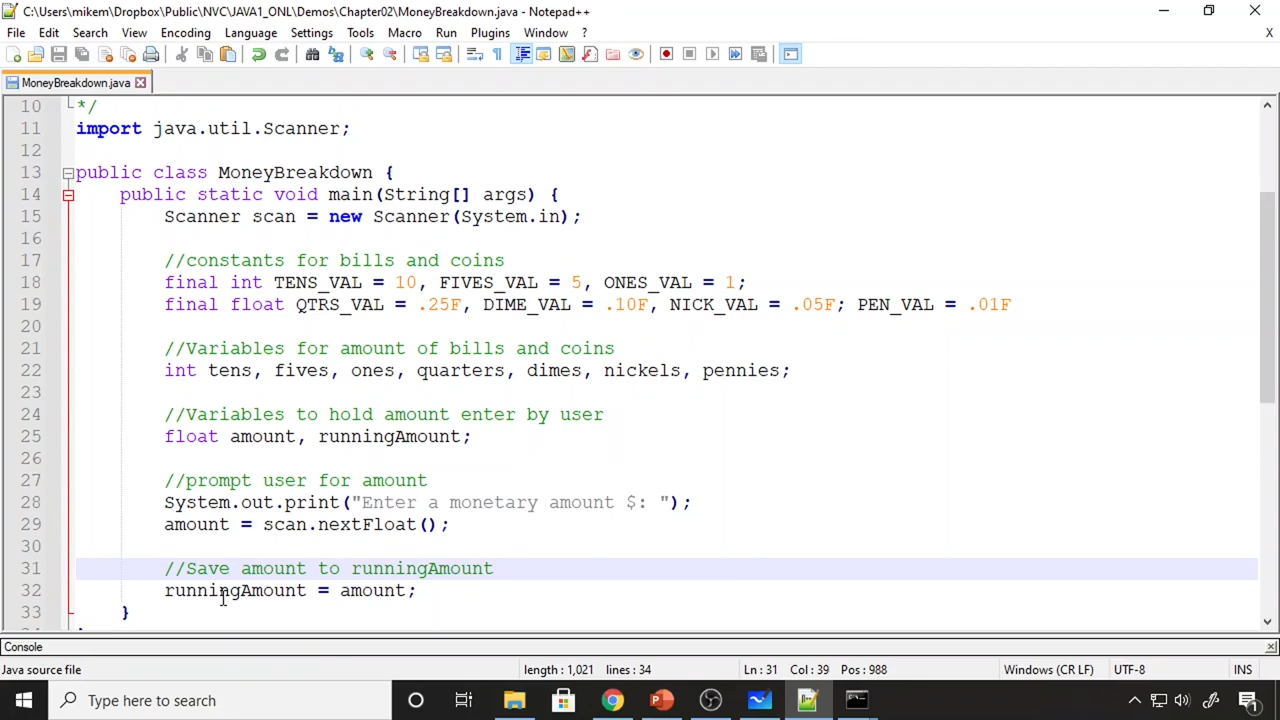 C:\Users\mikem\Dropbox\Public\NVC\JAVA1_ONL\Demos\Chapter02\MoneyBreakdown.java - Notepad++
File Edit Search View Encoding Language Settings Tools Macro Run Plugins Window ? X
MoneyBreakdown.java
10 */
11 import java.util.Scanner;
12
13 public class MoneyBreakdown {
14 public static void main(String[] args) {
15 Scanner scan = new Scanner(System.in);
16
17 //constants for bills and coins
18 final int TENS_VAL = 10, FIVES_VAL = 5, ONES_VAL = 1;
19 final float QTRS_VAL = .25F, DIME_VAL = .10F, NICK_VAL = .05F; PEN_VAL = .01F
20
21 //Variables for amount of bills and coins
22 int tens, fives, ones, quarters, dimes, nickels, pennies;
23
24 //Variables to hold amount enter by user
25 float amount, runningAmount;
26
27 //prompt user for amount
28 System.out.print("Enter a monetary amount $: ");
29 amount = scan.nextFloat();
30
31 //Save amount to runningAmount
32 runningAmount = amount;
33 }
Console
Java source file length : 1,021 lines : 34 Ln : 31 Col : 39 Pos : 988 Windows (CR LF) UTF-8 INS
Type here to search